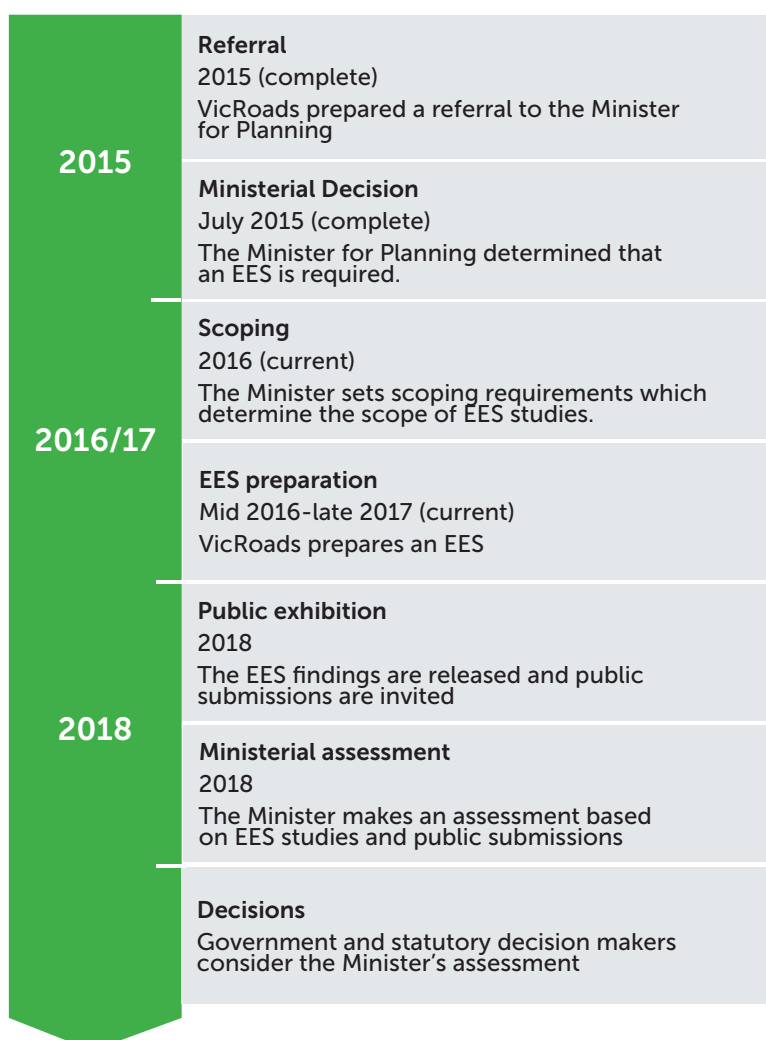 2015
Referral
2015 (complete)
VicRoads prepared a referral to the Minister
for Planning
Ministerial Decision
July 2015 (complete)
The Minister for Planning determined that
an EES is required.
2016/17
Scoping
2016 (current)
The Minister sets scoping requirements which
determine the scope of EES studies.
EES preparation
Mid 2016-late 2017 (current)
VicRoads prepares an EES
2018
Public exhibition
2018
The EES findings are released and public
submissions are invited
Ministerial assessment
2018
The Minister makes an assessment based
on EES studies and public submissions
Decisions
Government and statutory decision makers
consider the Minister’s assessment